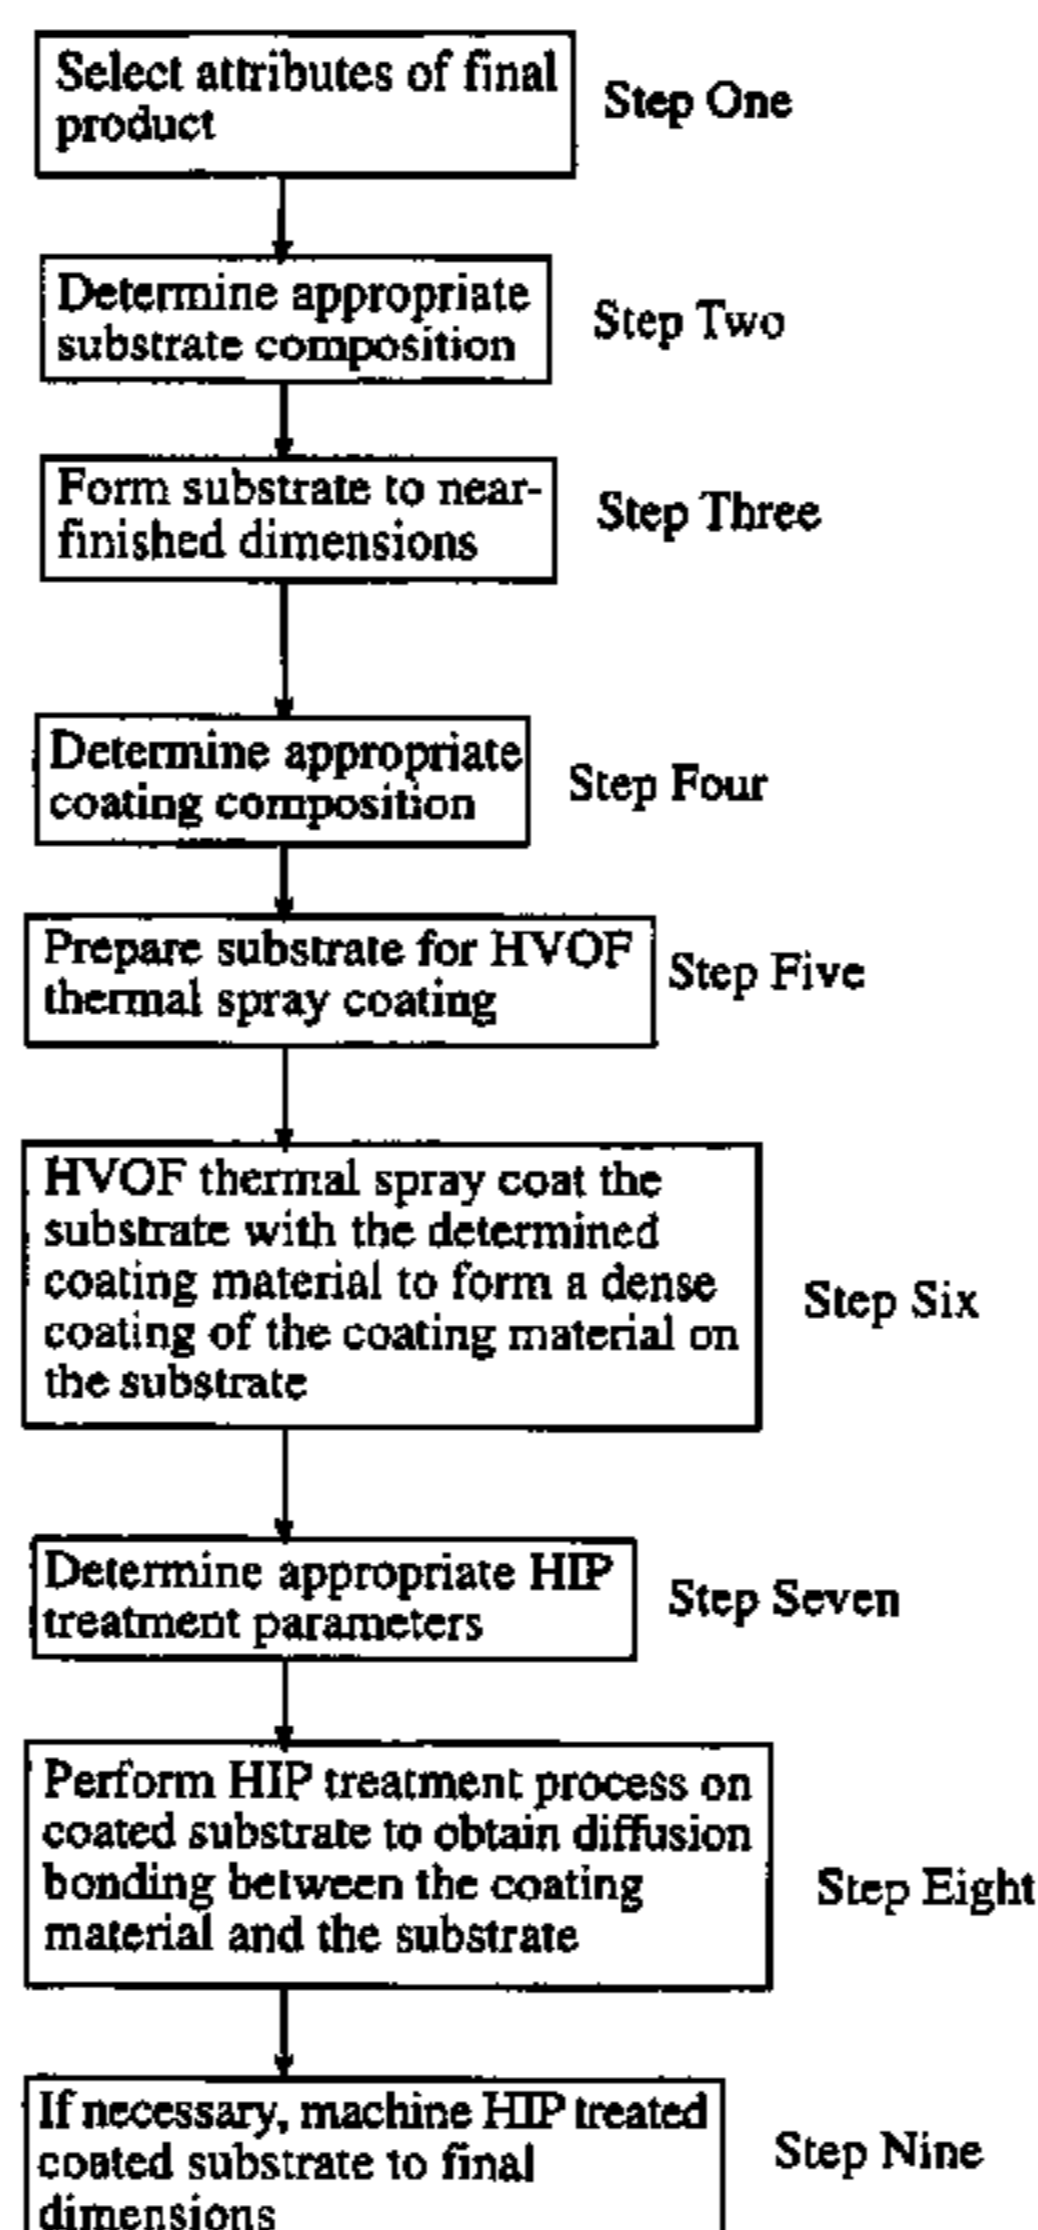 Select attributes of final
product
Step One
Determine appropriate
substrate composition
Step Two
Form substrate to near-
finished dimensions
Step Three
Determine appropriate
coating composition
Step Four
Prepare substrate for HVOF
thermal spray coating
Step Five
HVOF thermal spray coat the
substrate with the determined
coating material to form a dense
coating of the coating material on
the substrate
Step Six
Determine appropriate HIP
treatment parameters
Step Seven
Perform HIP treatment process on
coated substrate to obtain diffusion
bonding between the coating
material and the substrate
Step Eight
If necessary, machine HIP treated
coated substrate to final
dimensions
Step Nine